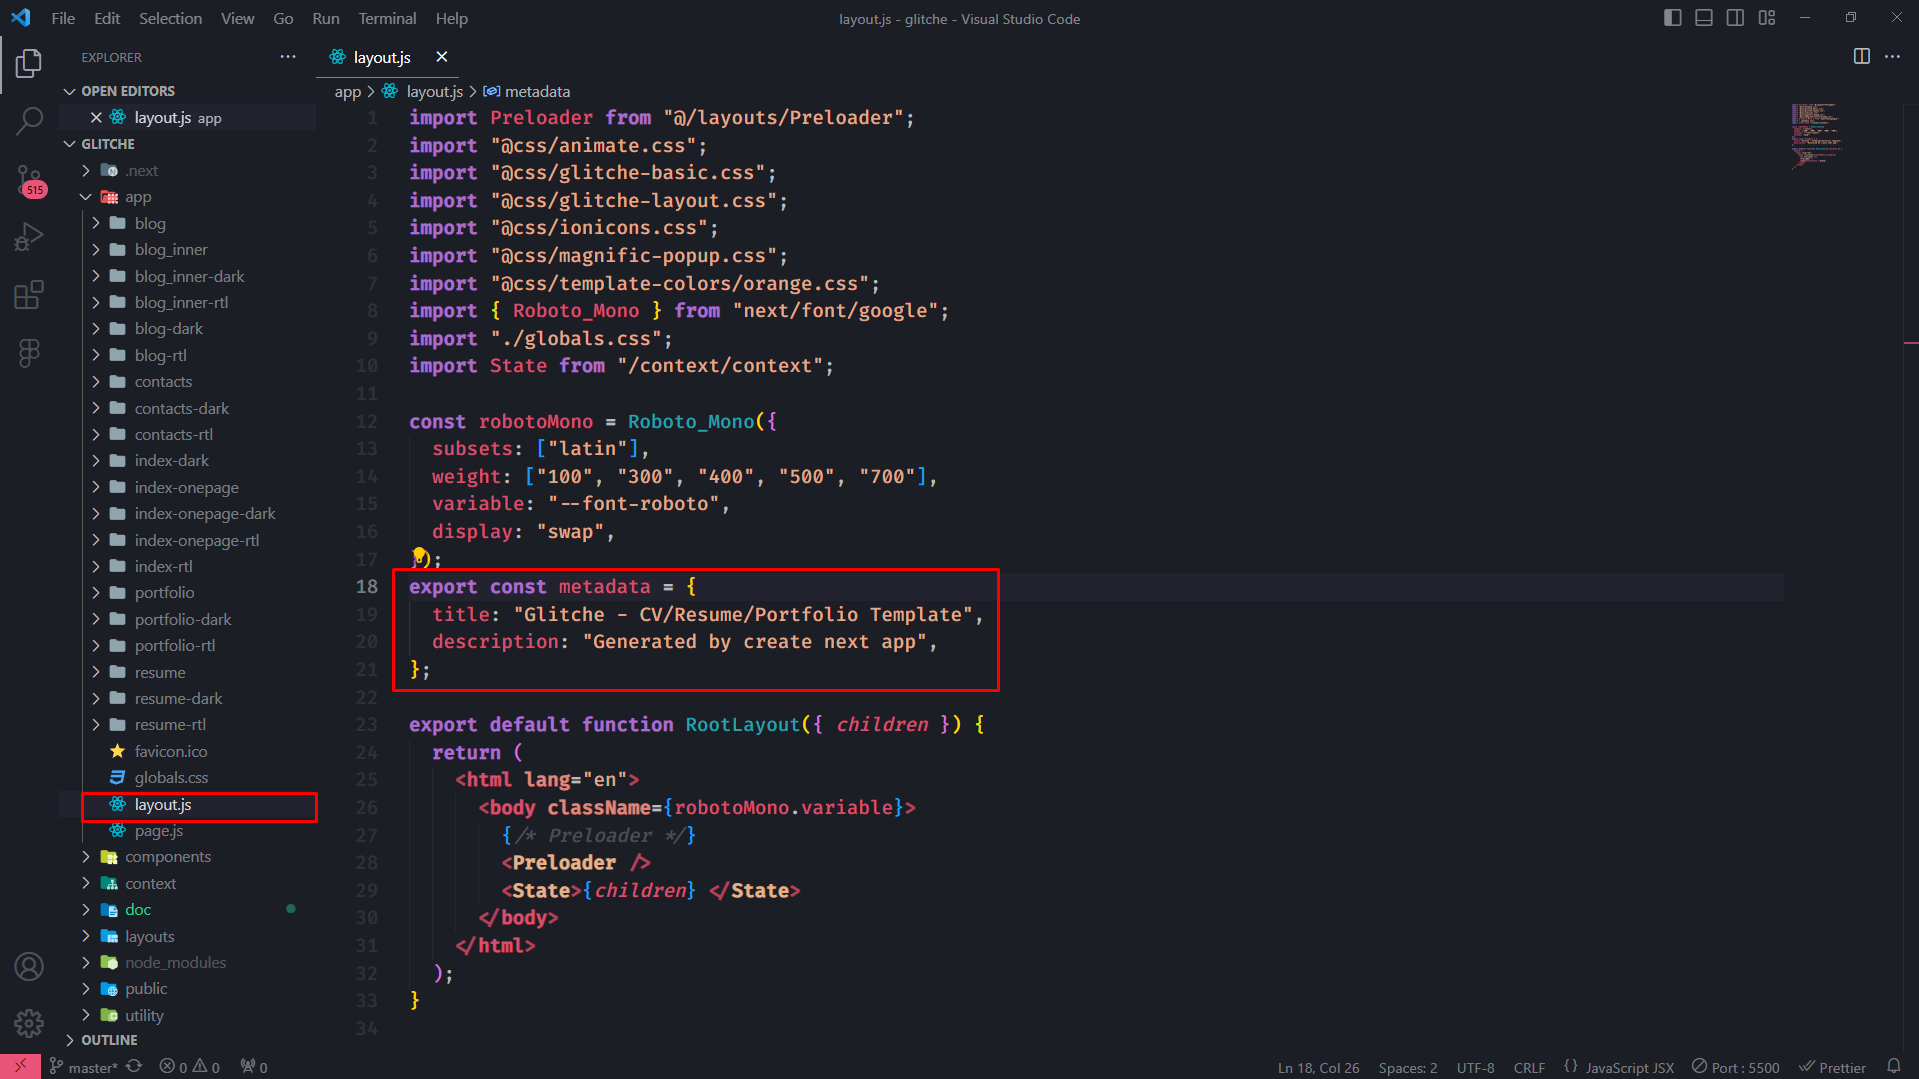 File Edit Selection View Go Run Terminal Help
layout.js - glitche - Visual Studio Code
EXPLORER
layout.js
OPEN EDITORS
layout.js app
GLITCHE
.next
app
blog
blog_inner
blog_inner-dark
blog_inner-rtl
blog-dark
blog-rtl
contacts
contacts-dark
contacts-rtl
index-dark
index-onepage
index-onepage-dark
index-onepage-rtl
index-rtl
portfolio
portfolio-dark
portfolio-rtl
resume
resume-dark
resume-rtl
favicon.ico
globals.css
layout.js
page.js
components
context
doc
layouts
node_modules
public
utility
OUTLINE
515
app > layout.js > metadata
1 import Preloader from "@/layouts/Preloader";
2 import "@css/animate.css";
3 import "@css/glitche-basic.css";
4 import "@css/glitche-layout.css";
5 import "@css/ionicons.css";
6 import "@css/magnific-popup.css";
7 import "@css/template-colors/orange.css";
8 import { Roboto_Mono } from "next/font/google";
9 import "./globals.css";
10 import State from "/context/context";
11
12 const robotoMono = Roboto_Mono({
13 subsets: ["latin"],
14 weight: ["100", "300", "400", "500", "700"],
15 variable: "--font-roboto",
16 display: "swap",
17 });
18 export const metadata = {
19 title: "Glitche - CV/Resume/Portfolio Template",
20 description: "Generated by create next app",
21 };
22
23 export default function RootLayout({ children }) {
24 return (
25 <html lang="en">
26 <body className={robotoMono.variable}>
27 {/* Preloader */}
28 <Preloader />
29 <State>{children} </State>
30 </body>
31 </html>
32 );
33 }
34
master* 0 0 0
Ln 18, Col 26 Spaces: 2 UTF-8 CRLF {} JavaScript JSX Port : 5500 Prettier